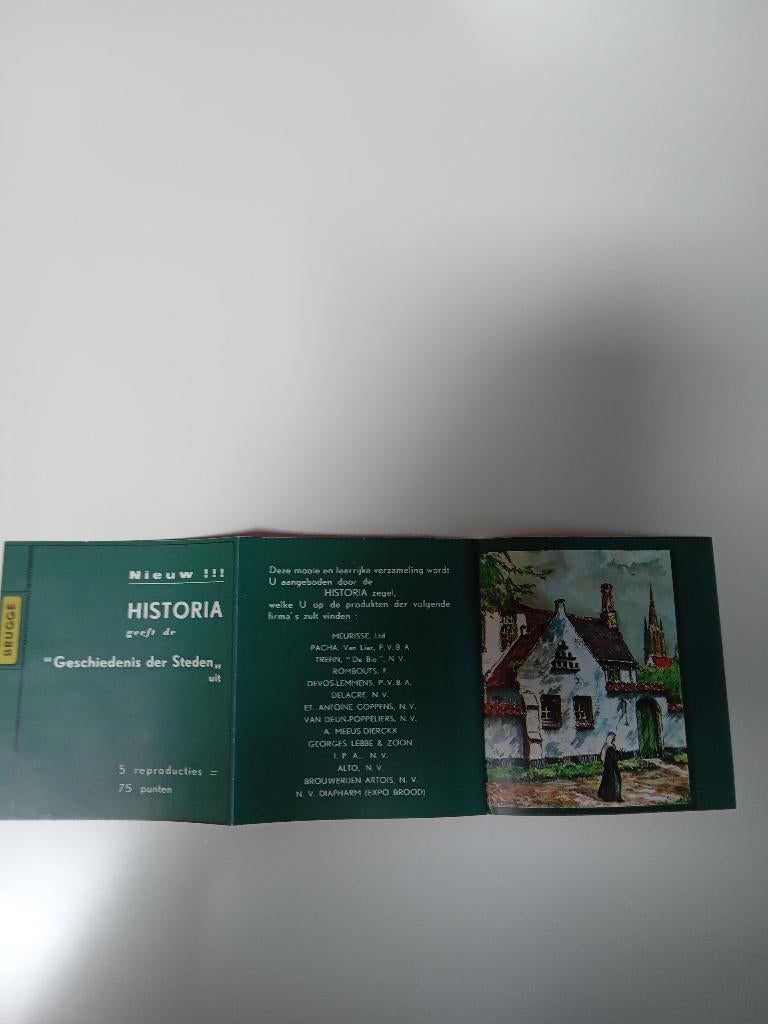 BRUGGE
Nieuw !!!
HISTORIA
geeft de
"Geschiedenis der Steden„
uit
5 reproducties =
75 punten
Deze mooie en leerrijke verzameling wordt
U aangeboden door de
HISTORIA zegel,
welke U op de produkten der volgende
firma's zult vinden :
MEURISSE, Ltd
PACHA, Van Lier, P.V.B.A
TREFIN, " De Bie ", N.V.
ROMBOUTS, F.
DEVOS-LEMMENS, P.V.B.A.
DELACRE, N.V.
ET. ANTOINE COPPENS, N.V.
VAN DEUN-POPPELIERS, N.V.
A. MEEUS-DIERCKX
GEORGES LEBBE & ZOON
I. P. A., N.V.
ALTO, N.V.
BROUWERIJEN ARTOIS, N.V.
N.V. DIAPHARM (EXPO BROOD)